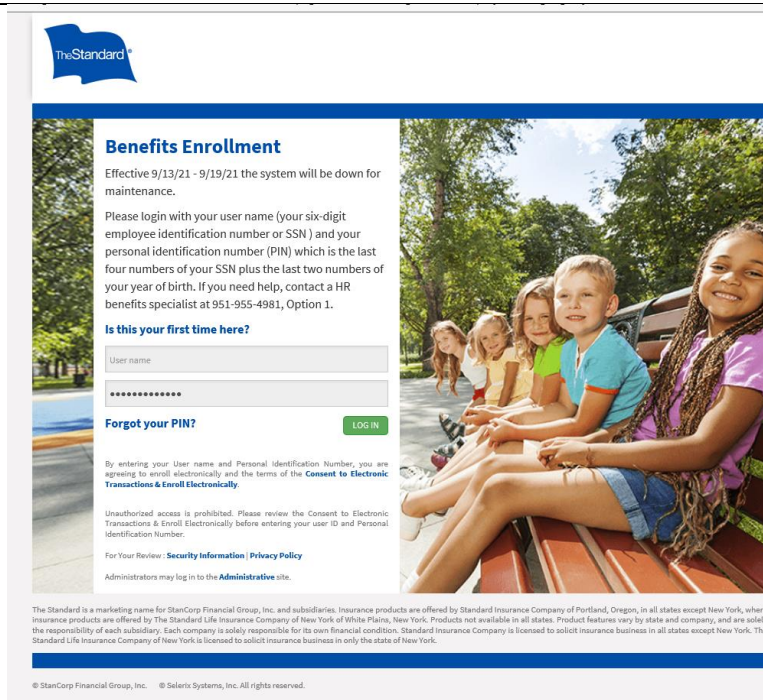 TheStandard®
Benefits Enrollment
Effective 9/13/21 - 9/19/21 the system will be down for
maintenance.
Please login with your user name (your six-digit
employee identification number or SSN ) and your
personal identification number (PIN) which is the last
four numbers of your SSN plus the last two numbers of
your year of birth. If you need help, contact a HR
benefits specialist at 951-955-4981, Option 1.
Is this your first time here?
User name
•••••••••••••
Forgot your PIN?
LOG IN
By entering your User name and Personal Identification Number, you are
agreeing to enroll electronically and the terms of the Consent to Electronic
Transactions & Enroll Electronically.
Unauthorized access is prohibited. Please review the Consent to Electronic
Transactions & Enroll Electronically before entering your user ID and Personal
Identification Number.
For Your Review : Security Information | Privacy Policy
Administrators may log in to the Administrative site.
The Standard is a marketing name for StanCorp Financial Group, Inc. and subsidiaries. Insurance products are offered by Standard Insurance Company of Portland, Oregon, in all states except New York, wher
insurance products are offered by The Standard Life Insurance Company of New York of White Plains, New York. Products not available in all states. Product features vary by state and company, and are solel
the responsibility of each subsidiary. Each company is solely responsible for its own financial condition. Standard Insurance Company is licensed to solicit insurance business in all states except New York. Th
Standard Life Insurance Company of New York is licensed to solicit insurance business in only the state of New York.
© StanCorp Financial Group, Inc. © Selerix Systems, Inc. All rights reserved.